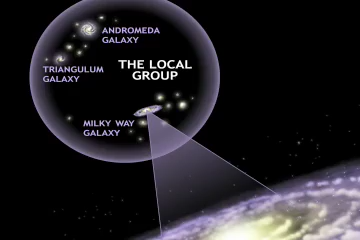 ANDROMEDA
GALAXY
TRIANGULUM
GALAXY
THE LOCAL
GROUP
MILKY WAY
GALAXY